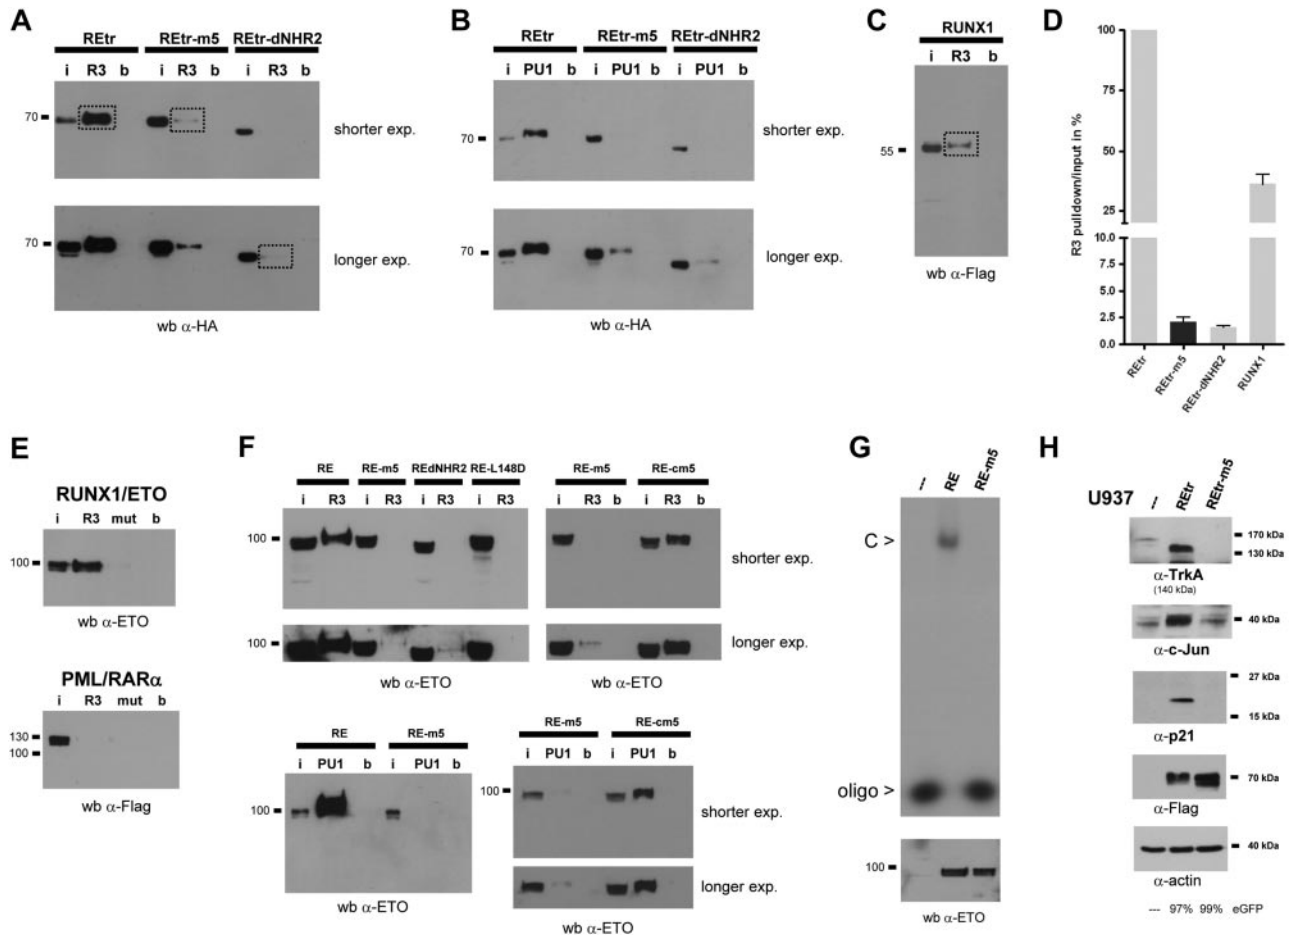 A
REtr REtr-m5 REtr-dNHR2
i R3 b i R3 b i R3 b
70
shorter exp.
70
longer exp.
wb α-HA
B
REtr REtr-m5 REtr-dNHR2
i PU1 b i PU1 b i PU1 b
70
shorter exp.
70
longer exp.
wb α-HA
C
RUNX1
i R3 b
55
wb α-Flag
D
R3 pulldown/input in %
100
75
50
25
10.0
7.5
5.0
2.5
0.0
REtr
REtr-m5
REtr-dNHR2
RUNX1
E
RUNX1/ETO
i R3 mut b
100
wb α-ETO
PML/RARα
i R3 mut b
130
100
wb α-Flag
F
RE RE-m5 REdNHR2 RE-L148D
i R3 i R3 i R3 i R3
100
100
wb α-ETO
RE-m5 RE-cm5
i R3 b i R3 b
shorter exp.
longer exp.
wb α-ETO
RE RE-m5
i PU1 b i PU1 b
100
wb α-ETO
RE-m5 RE-cm5
i PU1 b i PU1 b
100
shorter exp.
longer exp.
wb α-ETO
G
--- RE RE-m5
C >
oligo >
100
wb α-ETO
H
U937
--- REtr REtr-m5
170 kDa
130 kDa
α-TrkA
(140 kDa)
40 kDa
α-c-Jun
27 kDa
15 kDa
α-p21
70 kDa
α-Flag
40 kDa
α-actin
--- 97% 99% eGFP